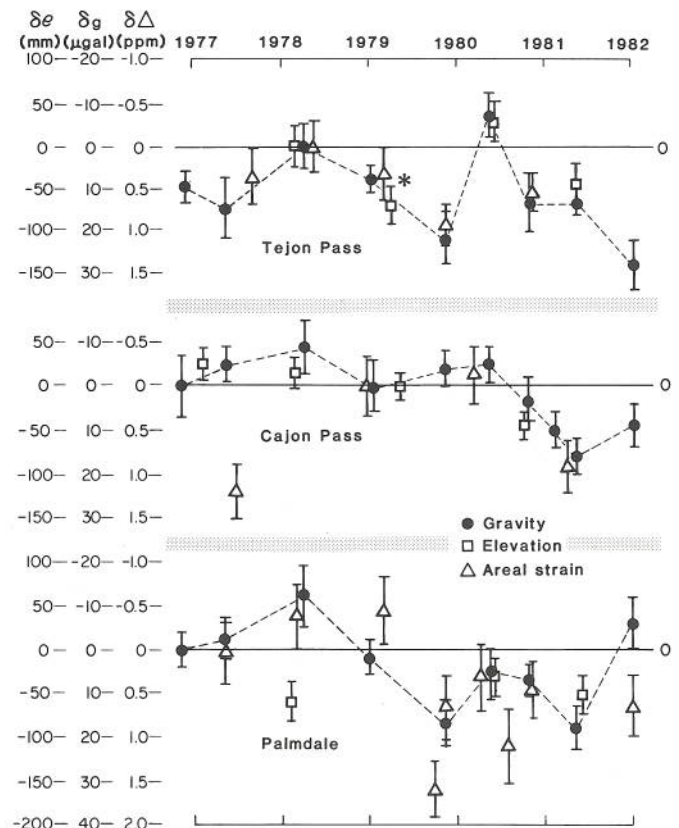 δe δg δΔ
(mm) (μgal) (ppm) 1977 1978 1979 1980 1981 1982
100 -20 -1.0
50 -10 -0.5
0 0 0 0
-50 10 0.5 *
-100 20 1.0
Tejon Pass
-150 30 1.5
50 -10 -0.5
0 0 0 0
-50 10 0.5
Cajon Pass
-100 20 1.0
-150 30 1.5
Gravity
Elevation
Areal strain
100 -20 -1.0
50 -10 -0.5
0 0 0 0
-50 10 0.5
-100 20 1.0
Palmdale
-150 30 1.5
-200 40 2.0